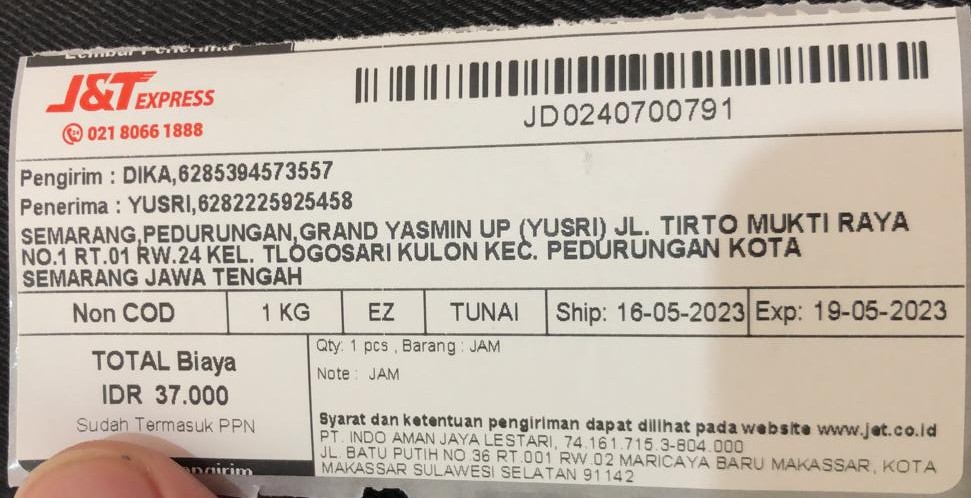 Lembar Penerima
J&T EXPRESS
021 8066 1888
JD0240700791
Pengirim : DIKA,6285394573557
Penerima : YUSRI,6282225925458
SEMARANG,PEDURUNGAN,GRAND YASMIN UP (YUSRI) JL. TIRTO MUKTI RAYA
NO.1 RT.01 RW.24 KEL. TLOGOSARI KULON KEC. PEDURUNGAN KOTA
SEMARANG JAWA TENGAH
Non COD 1 KG EZ TUNAI Ship: 16-05-2023 Exp: 19-05-2023
TOTAL Biaya
IDR 37.000
Sudah Termasuk PPN
Qty: 1 pcs , Barang : JAM
Note : JAM
Syarat dan ketentuan pengiriman dapat dilihat pada website www.jet.co.id
PT. INDO AMAN JAYA LESTARI, 74.161.715.3-804.000
JL. BATU PUTIH NO 36 RT.001 RW.02 MARICAYA BARU MAKASSAR, KOTA
MAKASSAR SULAWESI SELATAN 91142